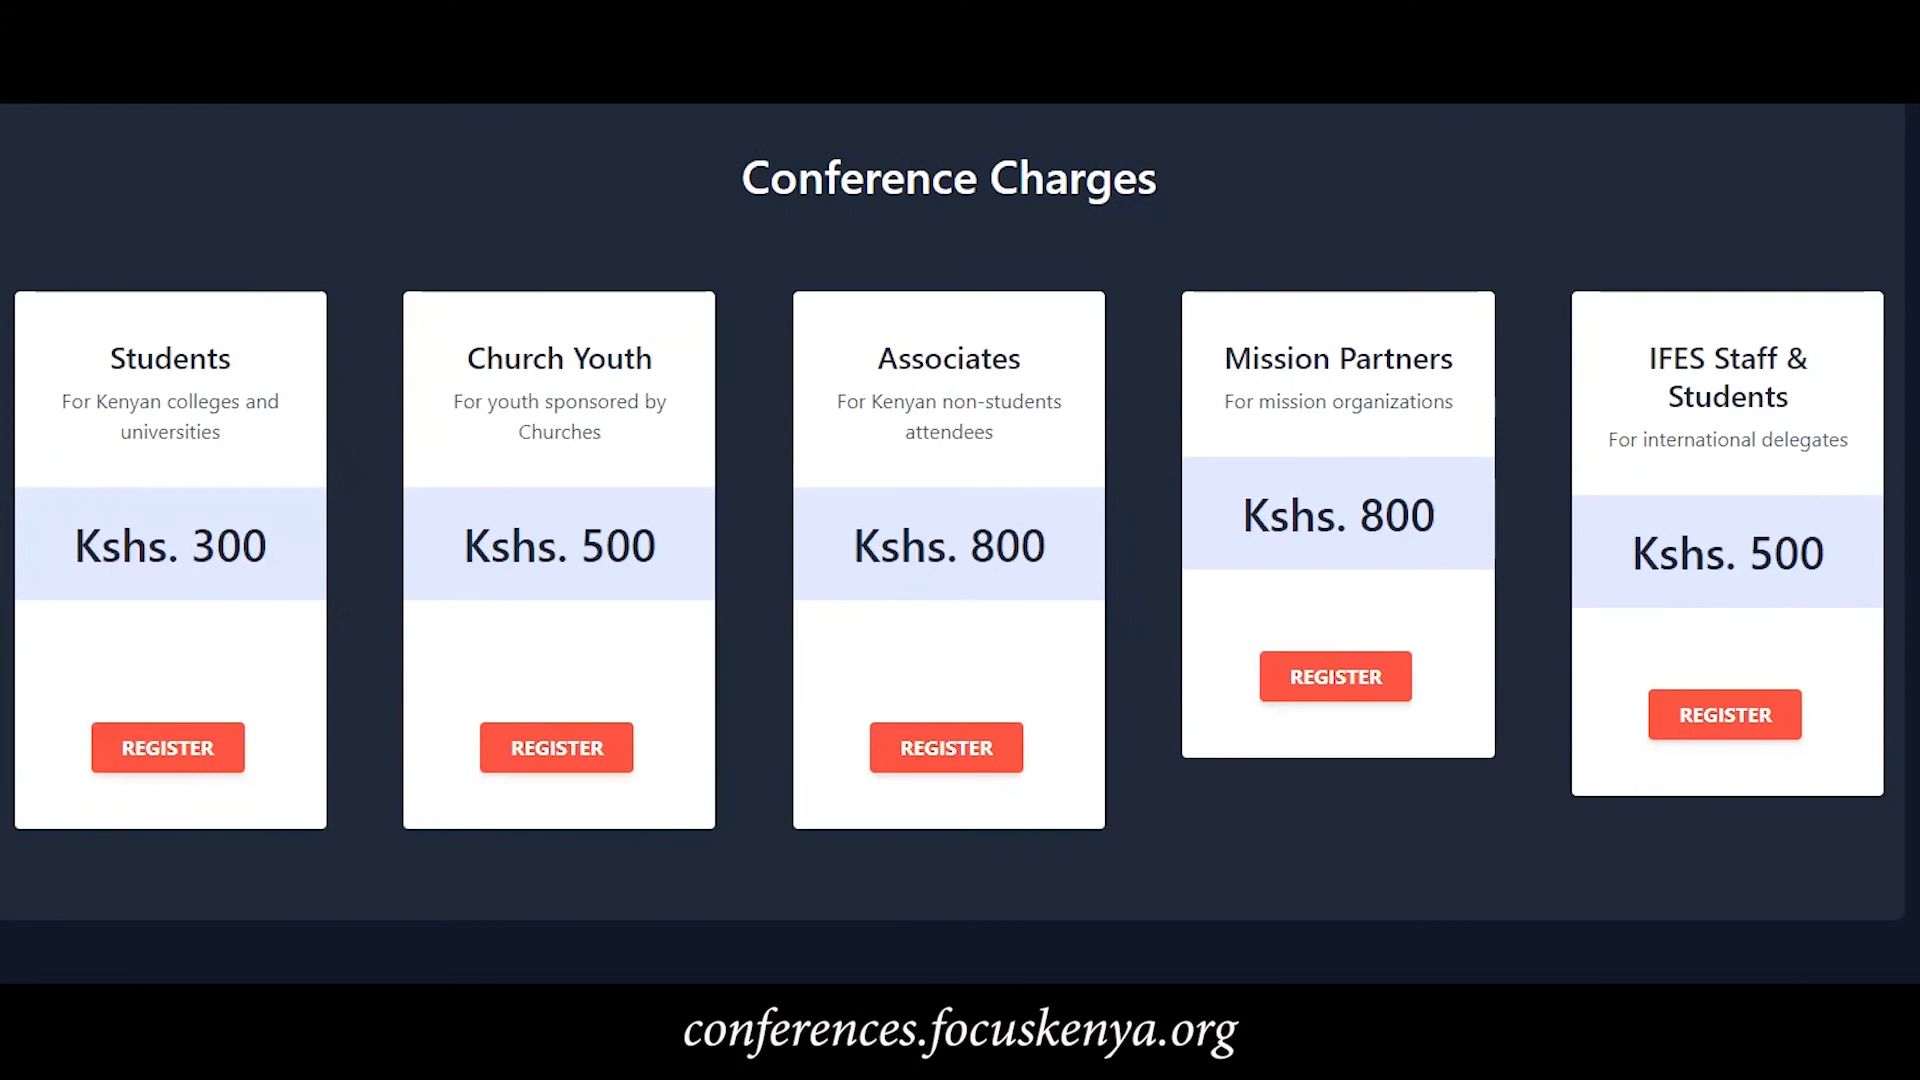 Conference Charges
Students
For Kenyan colleges and
universities
Kshs. 300
REGISTER
Church Youth
For youth sponsored by
Churches
Kshs. 500
REGISTER
Associates
For Kenyan non-students
attendees
Kshs. 800
REGISTER
Mission Partners
For mission organizations
Kshs. 800
REGISTER
IFES Staff &
Students
For international delegates
Kshs. 500
REGISTER
conferences.focuskenya.org